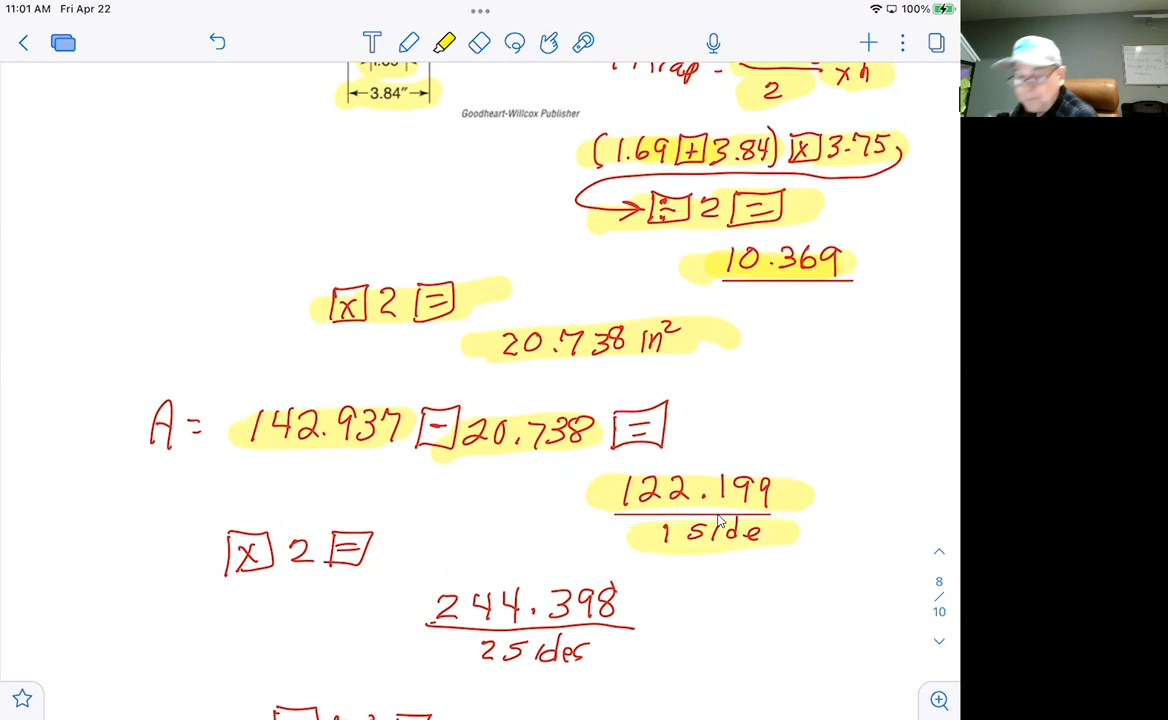 11:01 AM Fri Apr 22
100%
3.84"
Goodheart-Willcox Publisher
2
x h
(1.69 + 3.84) x 3.75
÷ 2 =
10.369
x 2 =
20.738 in²
A = 142.937 - 20.738 =
122.199
1 side
x 2 =
244.398
2 sides
8
/
10